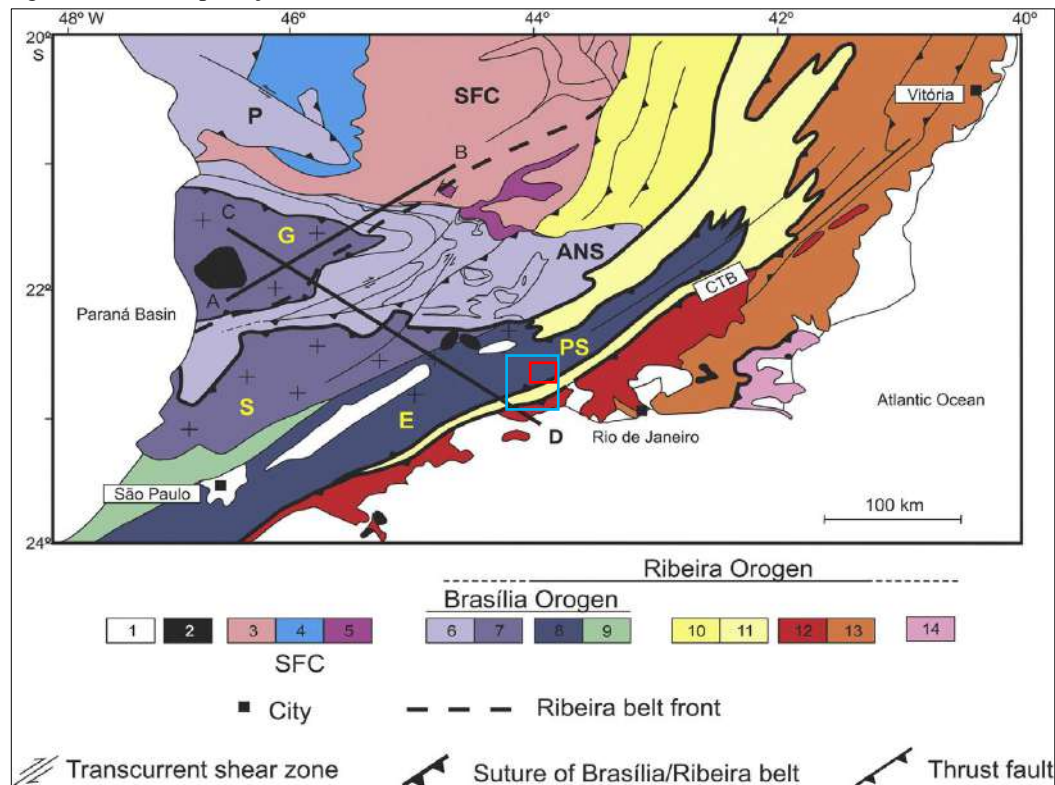 48° W 46° 44° 42° 40°
20°
S
SFC
P
Vitória
B
C
G
ANS
A
22°
CTB
Paraná Basin
PS
S
E
Atlantic Ocean
D
Rio de Janeiro
São Paulo
100 km
24°
Ribeira Orogen
Brasília Orogen
1 2 3 4 5 6 7 8 9 10 11 12 13 14
SFC
City Ribeira belt front
Transcurrent shear zone Suture of Brasília/Ribeira belt Thrust fault